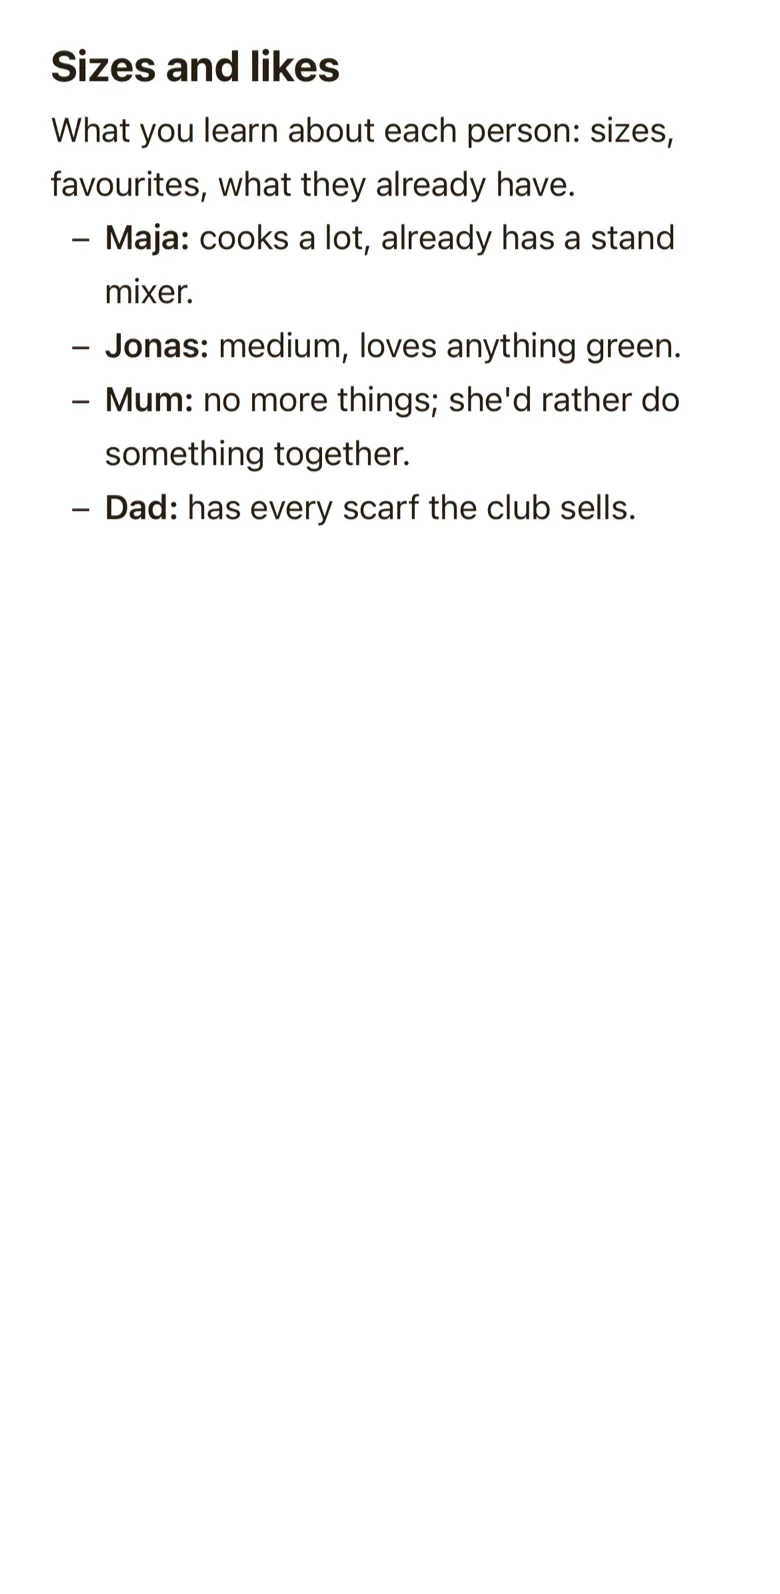 Sizes and likes
What you learn about each person: sizes,
favourites, what they already have.
– Maja: cooks a lot, already has a stand
mixer.
– Jonas: medium, loves anything green.
– Mum: no more things; she'd rather do
something together.
– Dad: has every scarf the club sells.